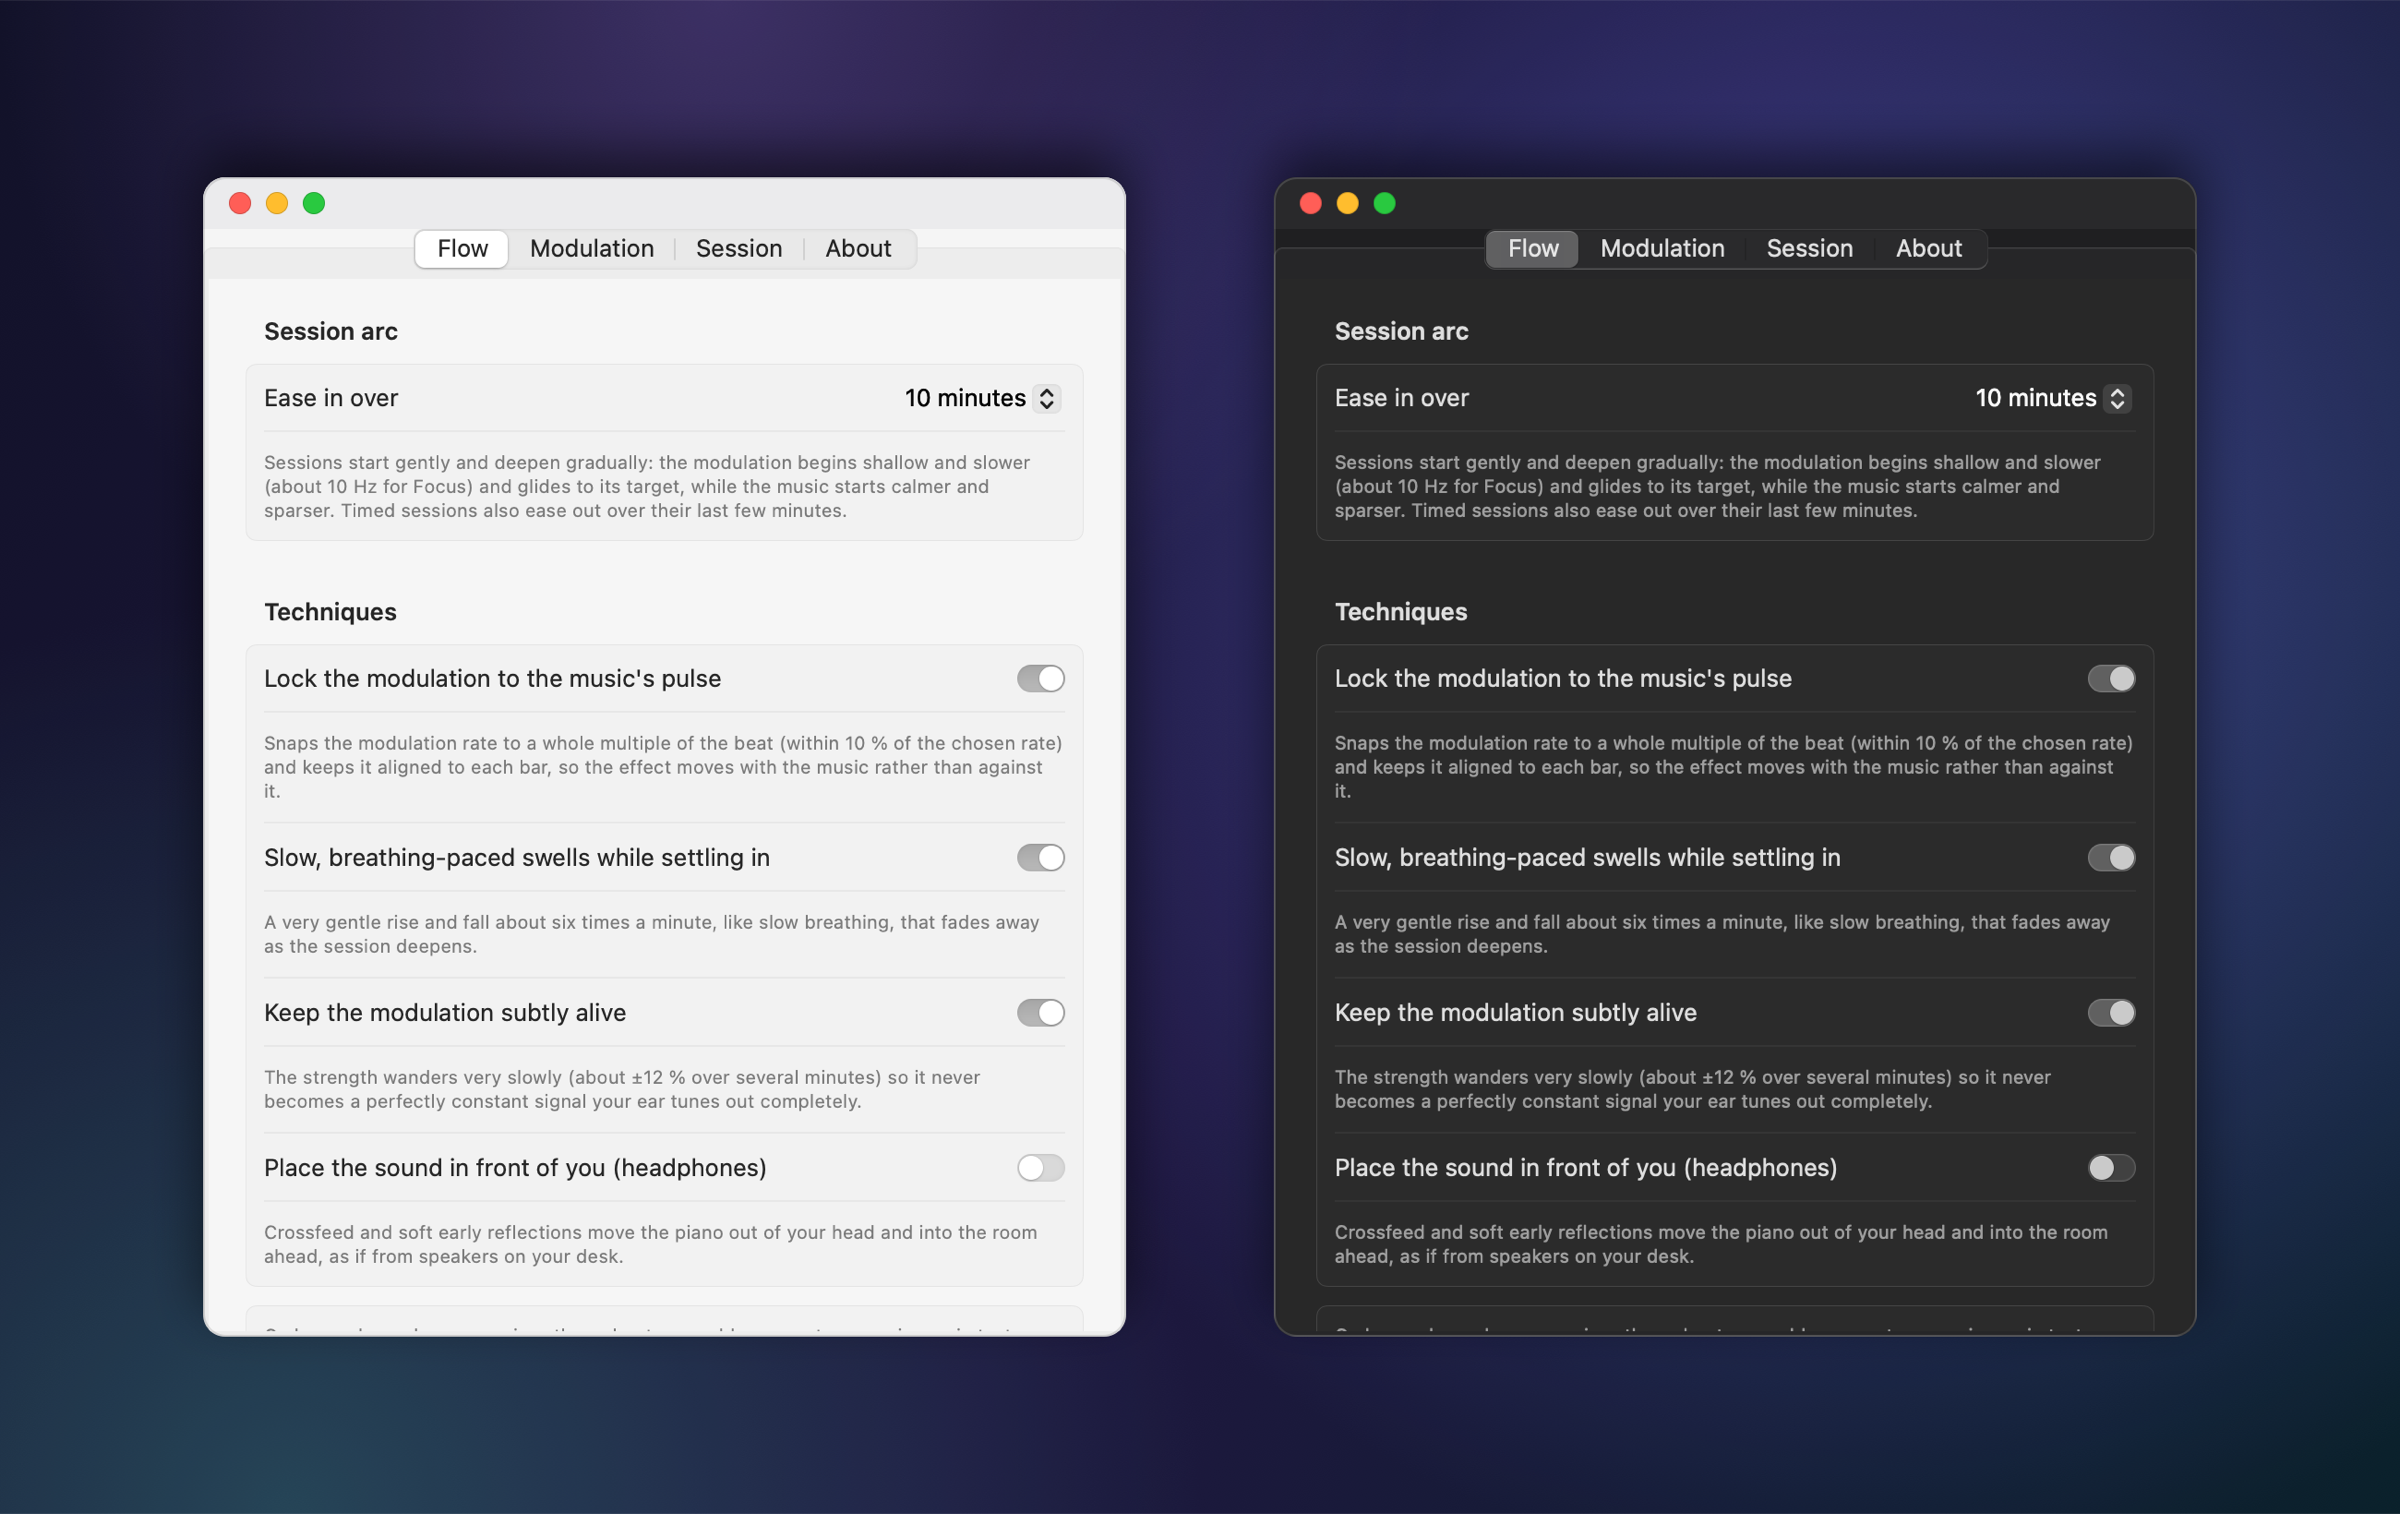 Flow Modulation Session About
Session arc
Ease in over 10 minutes
Sessions start gently and deepen gradually: the modulation begins shallow and slower
(about 10 Hz for Focus) and glides to its target, while the music starts calmer and
sparser. Timed sessions also ease out over their last few minutes.
Techniques
Lock the modulation to the music's pulse
Snaps the modulation rate to a whole multiple of the beat (within 10 % of the chosen rate)
and keeps it aligned to each bar, so the effect moves with the music rather than against
it.
Slow, breathing-paced swells while settling in
A very gentle rise and fall about six times a minute, like slow breathing, that fades away
as the session deepens.
Keep the modulation subtly alive
The strength wanders very slowly (about ±12 % over several minutes) so it never
becomes a perfectly constant signal your ear tunes out completely.
Place the sound in front of you (headphones)
Crossfeed and soft early reflections move the piano out of your head and into the room
ahead, as if from speakers on your desk.
Flow Modulation Session About
Session arc
Ease in over 10 minutes
Sessions start gently and deepen gradually: the modulation begins shallow and slower
(about 10 Hz for Focus) and glides to its target, while the music starts calmer and
sparser. Timed sessions also ease out over their last few minutes.
Techniques
Lock the modulation to the music's pulse
Snaps the modulation rate to a whole multiple of the beat (within 10 % of the chosen rate)
and keeps it aligned to each bar, so the effect moves with the music rather than against
it.
Slow, breathing-paced swells while settling in
A very gentle rise and fall about six times a minute, like slow breathing, that fades away
as the session deepens.
Keep the modulation subtly alive
The strength wanders very slowly (about ±12 % over several minutes) so it never
becomes a perfectly constant signal your ear tunes out completely.
Place the sound in front of you (headphones)
Crossfeed and soft early reflections move the piano out of your head and into the room
ahead, as if from speakers on your desk.